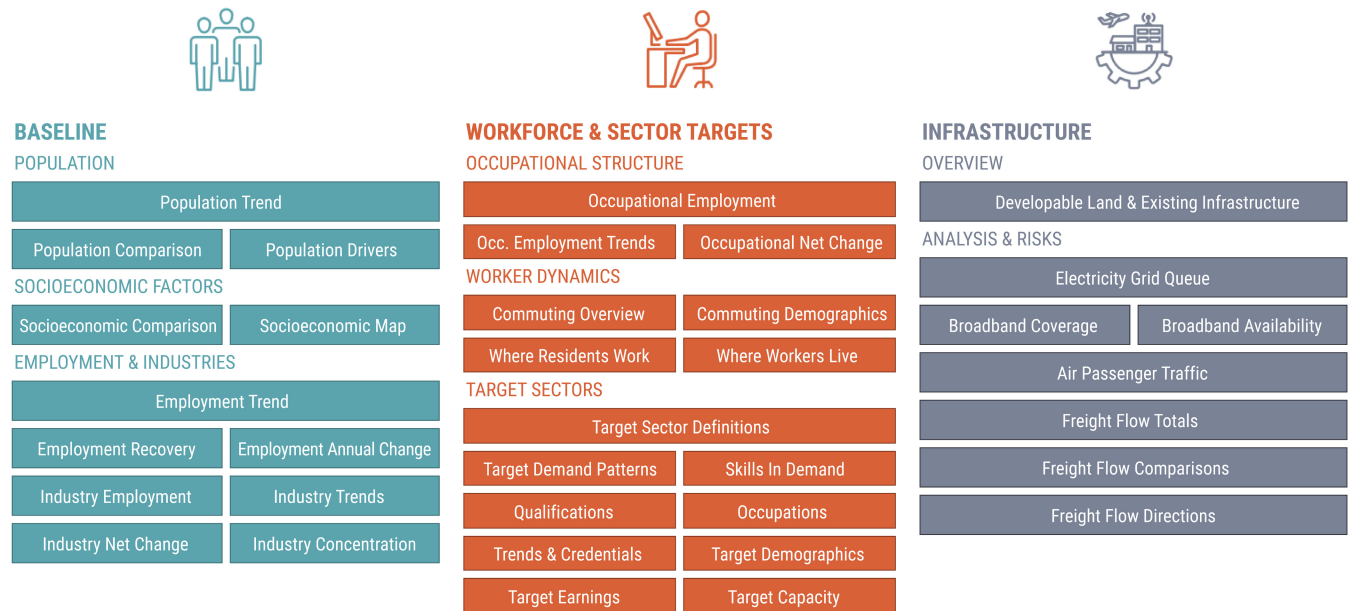 BASELINE
POPULATION
Population Trend
Population Comparison
Population Drivers
SOCIOECONOMIC FACTORS
Socioeconomic Comparison
Socioeconomic Map
EMPLOYMENT & INDUSTRIES
Employment Trend
Employment Recovery
Employment Annual Change
Industry Employment
Industry Trends
Industry Net Change
Industry Concentration
WORKFORCE & SECTOR TARGETS
OCCUPATIONAL STRUCTURE
Occupational Employment
Occ. Employment Trends
Occupational Net Change
WORKER DYNAMICS
Commuting Overview
Commuting Demographics
Where Residents Work
Where Workers Live
TARGET SECTORS
Target Sector Definitions
Target Demand Patterns
Skills In Demand
Qualifications
Occupations
Trends & Credentials
Target Demographics
Target Earnings
Target Capacity
INFRASTRUCTURE
OVERVIEW
Developable Land & Existing Infrastructure
ANALYSIS & RISKS
Electricity Grid Queue
Broadband Coverage
Broadband Availability
Air Passenger Traffic
Freight Flow Totals
Freight Flow Comparisons
Freight Flow Directions